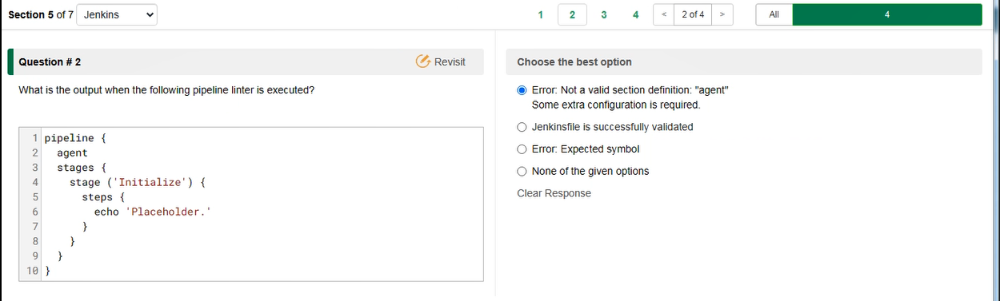 Section 5 of 7 Jenkins 1 2 3 4 < 2 of 4 > All 4
Question # 2 Revisit
What is the output when the following pipeline linter is executed?
1 pipeline {
2 agent
3 stages {
4 stage ('Initialize') {
5 steps {
6 echo 'Placeholder.'
7 }
8 }
9 }
10 }
Choose the best option
Error: Not a valid section definition: "agent"
Some extra configuration is required.
Jenkinsfile is successfully validated
Error: Expected symbol
None of the given options
Clear Response